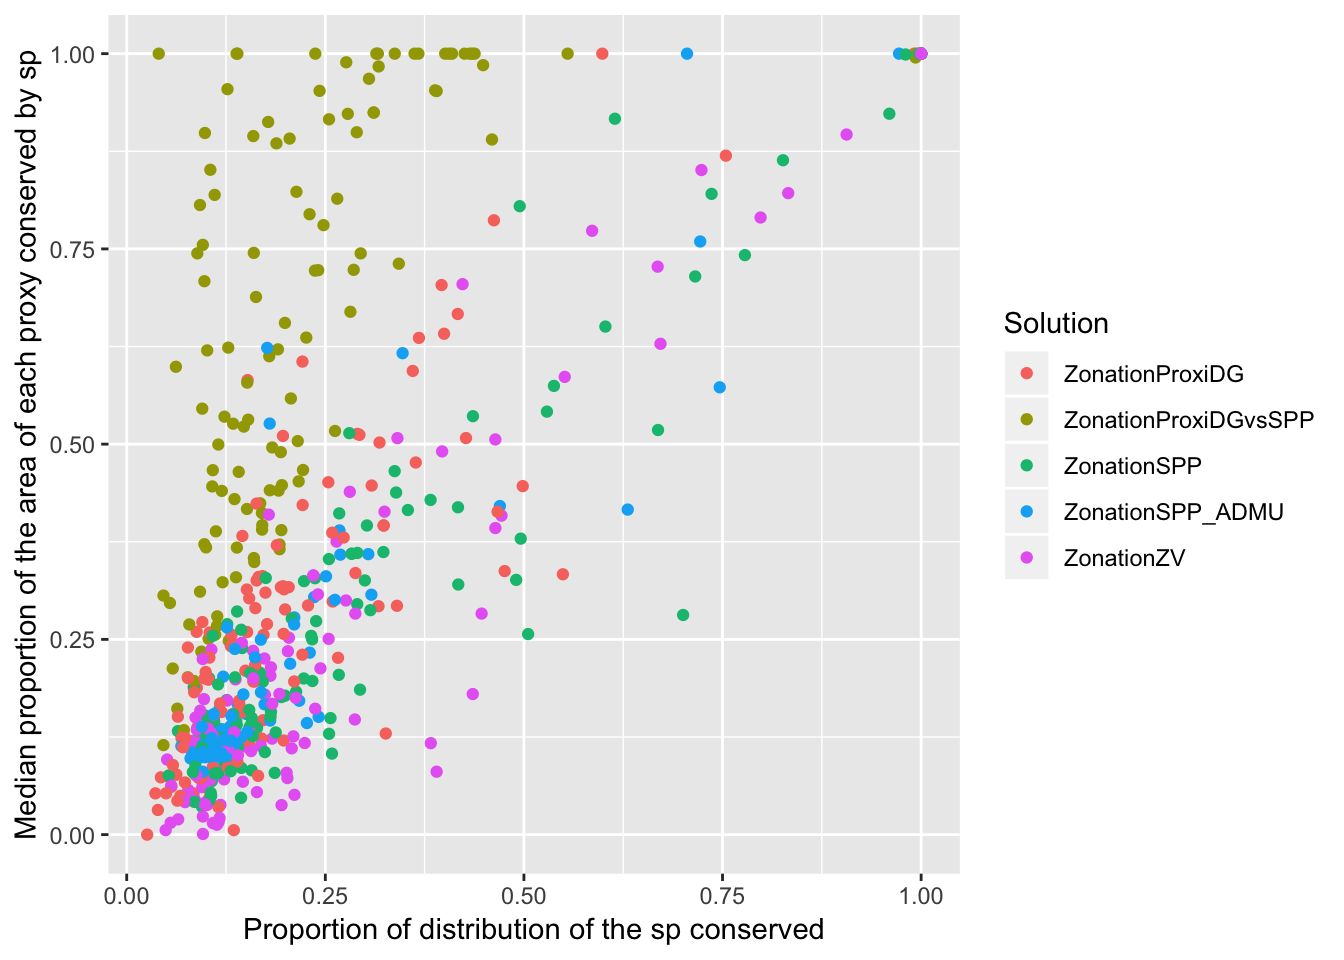 Median proportion of the area of each proxy conserved by sp
1.00
0.75
0.50
0.25
0.00
0.00 0.25 0.50 0.75 1.00
Proportion of distribution of the sp conserved
Solution
ZonationProxiDG
ZonationProxiDGvsSPP
ZonationSPP
ZonationSPP_ADMU
ZonationZV